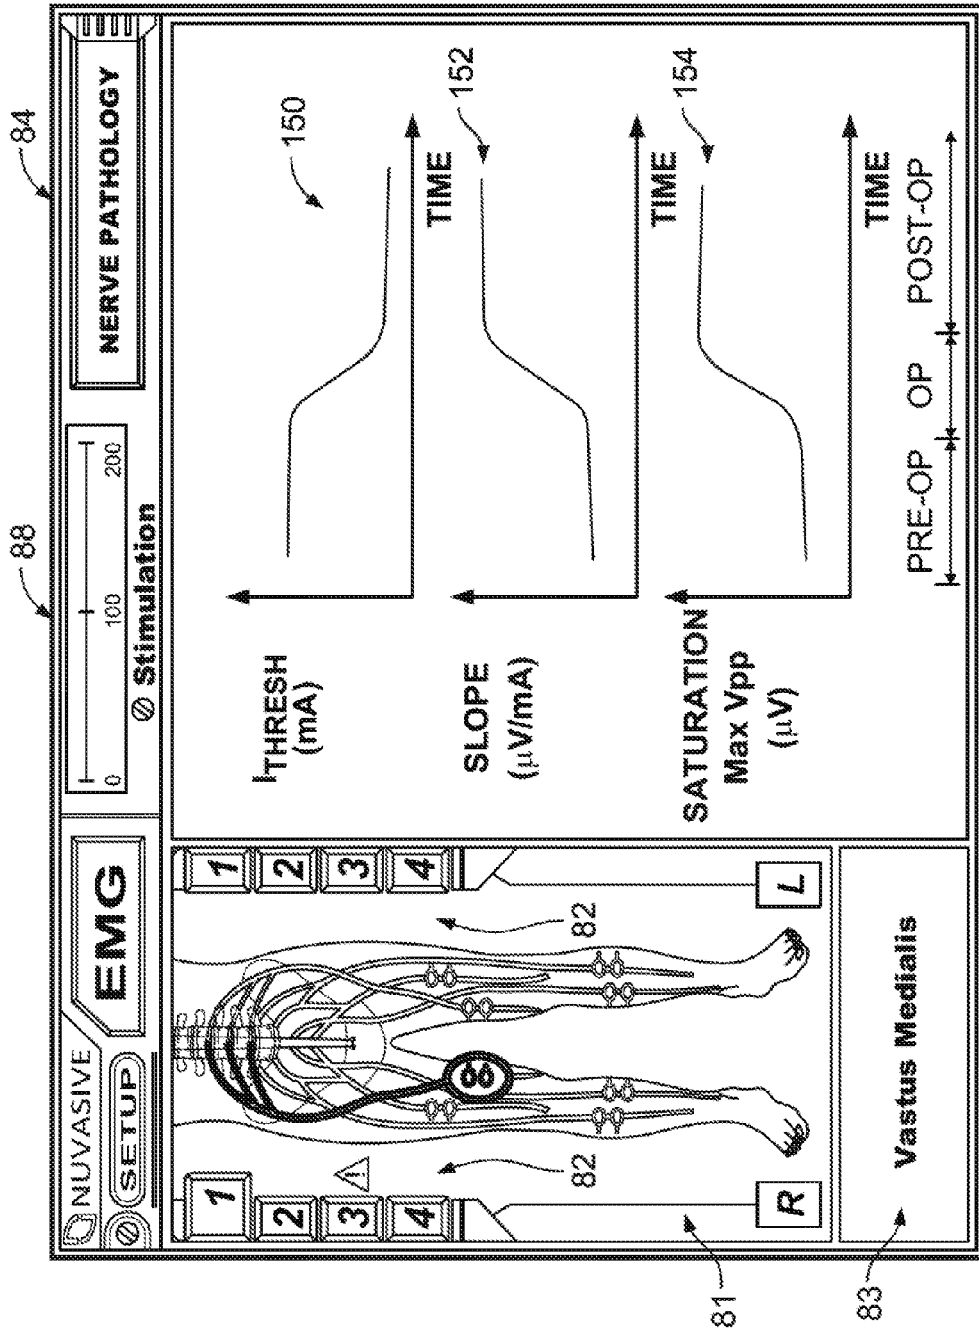 84
88
NUVASIVE
SETUP
EMG
0
100
200
Stimulation
NERVE PATHOLOGY
1
2
3
4
R
82
1
2
3
4
L
82
81
83
Vastus Medialis
ITHRESH
(mA)
150
TIME
SLOPE
(μV/mA)
152
TIME
SATURATION
Max Vpp
(μV)
154
TIME
PRE-OP
OP
POST-OP